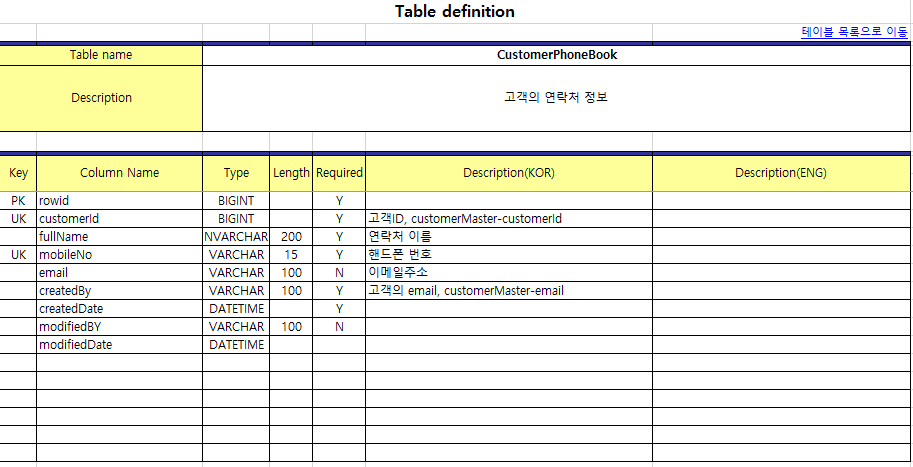 Table definition
테이블 목록으로 이동
Table name CustomerPhoneBook
Description 고객의 연락처 정보
Key Column Name Type Length Required Description(KOR) Description(ENG)
PK rowid BIGINT Y
UK customerId BIGINT Y 고객ID, customerMaster-customerId
fullName NVARCHAR 200 Y 연락처 이름
UK mobileNo VARCHAR 15 Y 핸드폰 번호
email VARCHAR 100 N 이메일주소
createdBy VARCHAR 100 Y 고객의 email, customerMaster-email
createdDate DATETIME Y
modifiedBY VARCHAR 100 N
modifiedDate DATETIME